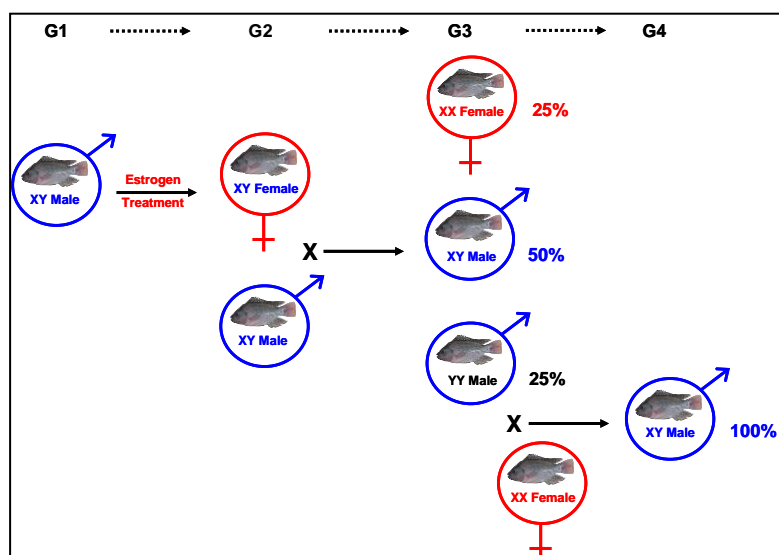 G1 G2 G3 G4
XX Female 25%
XY Male
Estrogen
Treatment
XY Female
X
XY Male 50%
XY Male
YY Male 25%
X
XY Male 100%
XX Female